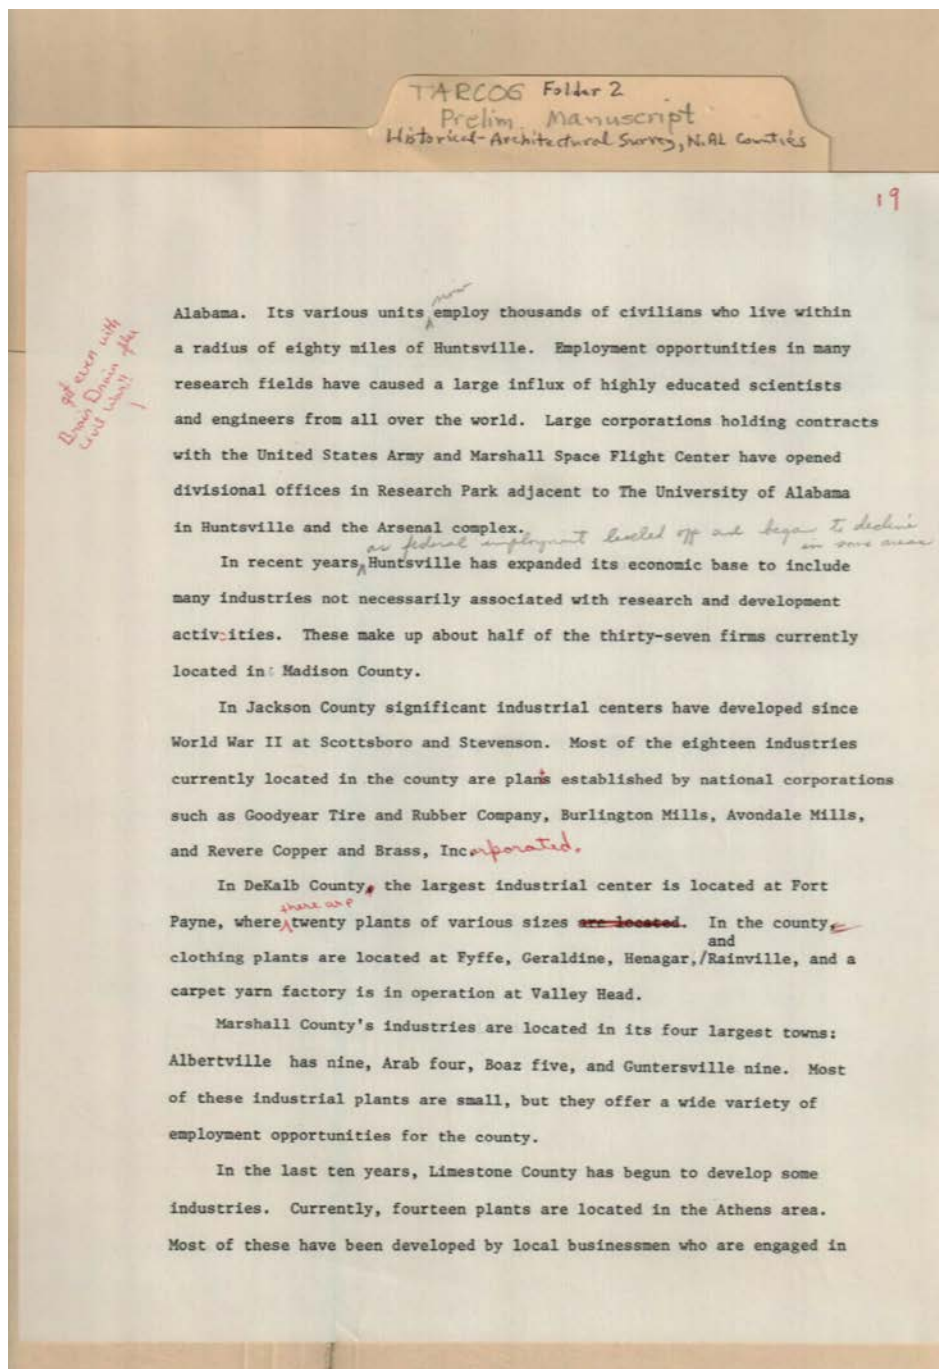 TARCOG Folder 2
Prelim. Manuscript
Historical-Architectural Survey, N. AL Counties
19
got even with
Brain Drain after
Civil War!!
now
Alabama. Its various units employ thousands of civilians who live within
a radius of eighty miles of Huntsville. Employment opportunities in many
research fields have caused a large influx of highly educated scientists
and engineers from all over the world. Large corporations holding contracts
with the United States Army and Marshall Space Flight Center have opened
divisional offices in Research Park adjacent to The University of Alabama
in Huntsville and the Arsenal complex.
as federal employment leveled off and began to decline
in some areas
In recent years, Huntsville has expanded its economic base to include
many industries not necessarily associated with research and development
activities. These make up about half of the thirty-seven firms currently
located in Madison County.
In Jackson County significant industrial centers have developed since
World War II at Scottsboro and Stevenson. Most of the eighteen industries
currently located in the county are plants established by national corporations
such as Goodyear Tire and Rubber Company, Burlington Mills, Avondale Mills,
and Revere Copper and Brass, Incorporated.
In DeKalb County, the largest industrial center is located at Fort
there are
Payne, where twenty plants of various sizes are located. In the county,
and
clothing plants are located at Fyffe, Geraldine, Henagar,/Rainville, and a
carpet yarn factory is in operation at Valley Head.
Marshall County's industries are located in its four largest towns:
Albertville has nine, Arab four, Boaz five, and Guntersville nine. Most
of these industrial plants are small, but they offer a wide variety of
employment opportunities for the county.
In the last ten years, Limestone County has begun to develop some
industries. Currently, fourteen plants are located in the Athens area.
Most of these have been developed by local businessmen who are engaged in